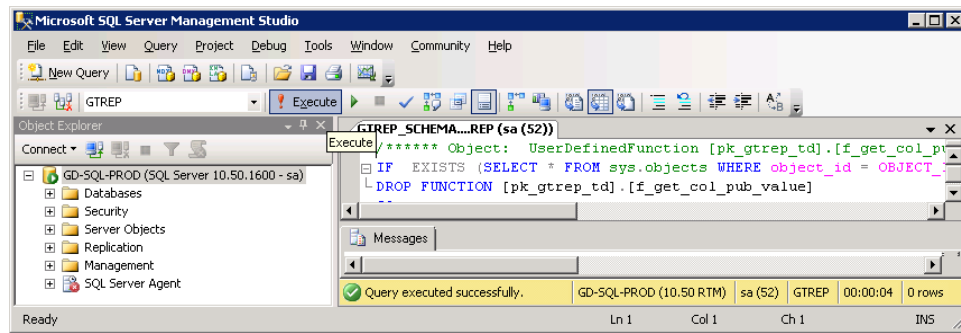 Microsoft SQL Server Management Studio
File Edit View Query Project Debug Tools Window Community Help
New Query
GTREP Execute
Object Explorer
Execute
GTREP_SCHEMA....REP (sa (52))
Connect
/****** Object: UserDefinedFunction [pk_gtrep_td].[f_get_col_pu
IF EXISTS (SELECT * FROM sys.objects WHERE object_id = OBJECT_
DROP FUNCTION [pk_gtrep_td].[f_get_col_pub_value]
GD-SQL-PROD (SQL Server 10.50.1600 - sa)
Databases
Security
Server Objects
Replication
Management
SQL Server Agent
Messages
Query executed successfully. GD-SQL-PROD (10.50 RTM) sa (52) GTREP 00:00:04 0 rows
Ready Ln 1 Col 1 Ch 1 INS